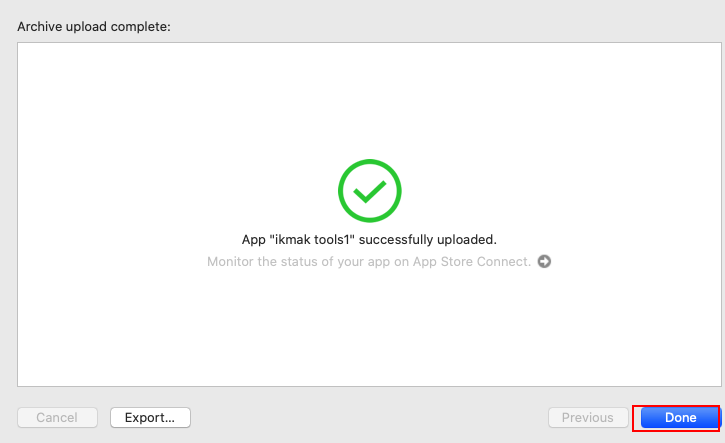 Archive upload complete:
App "ikmak tools1" successfully uploaded.
Monitor the status of your app on App Store Connect.
Cancel
Export...
Previous
Done